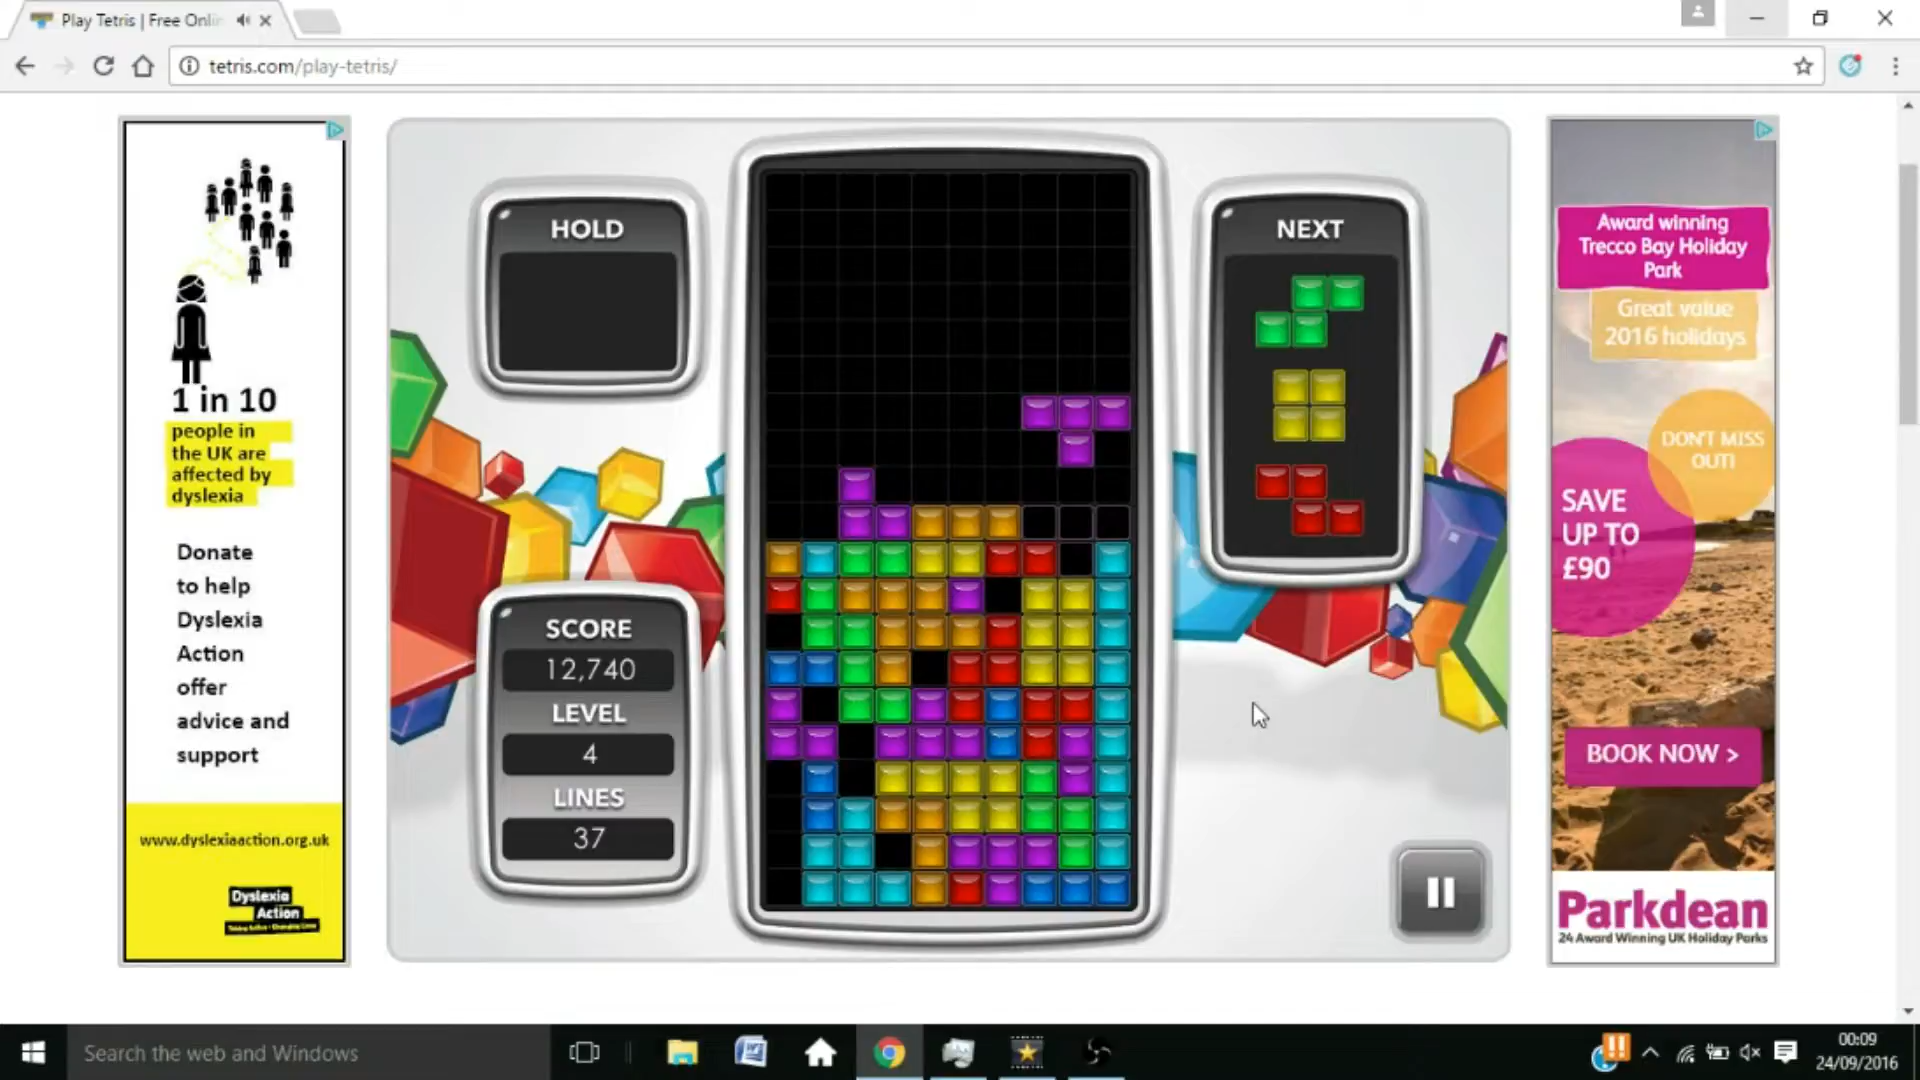 Play Tetris | Free Onli
tetris.com/play-tetris/
1 in 10
people in
the UK are
affected by
dyslexia
Donate
to help
Dyslexia
Action
offer
advice and
support
www.dyslexiaaction.org.uk
Dyslexia
Action
HOLD
SCORE
12,740
LEVEL
4
LINES
37
NEXT
Award winning
Trecco Bay Holiday
Park
Great value
2016 holidays
DON'T MISS
OUT!
SAVE
UP TO
£90
BOOK NOW >
Parkdean
24 Award Winning UK Holiday Parks
Search the web and Windows
00:09
24/09/2016